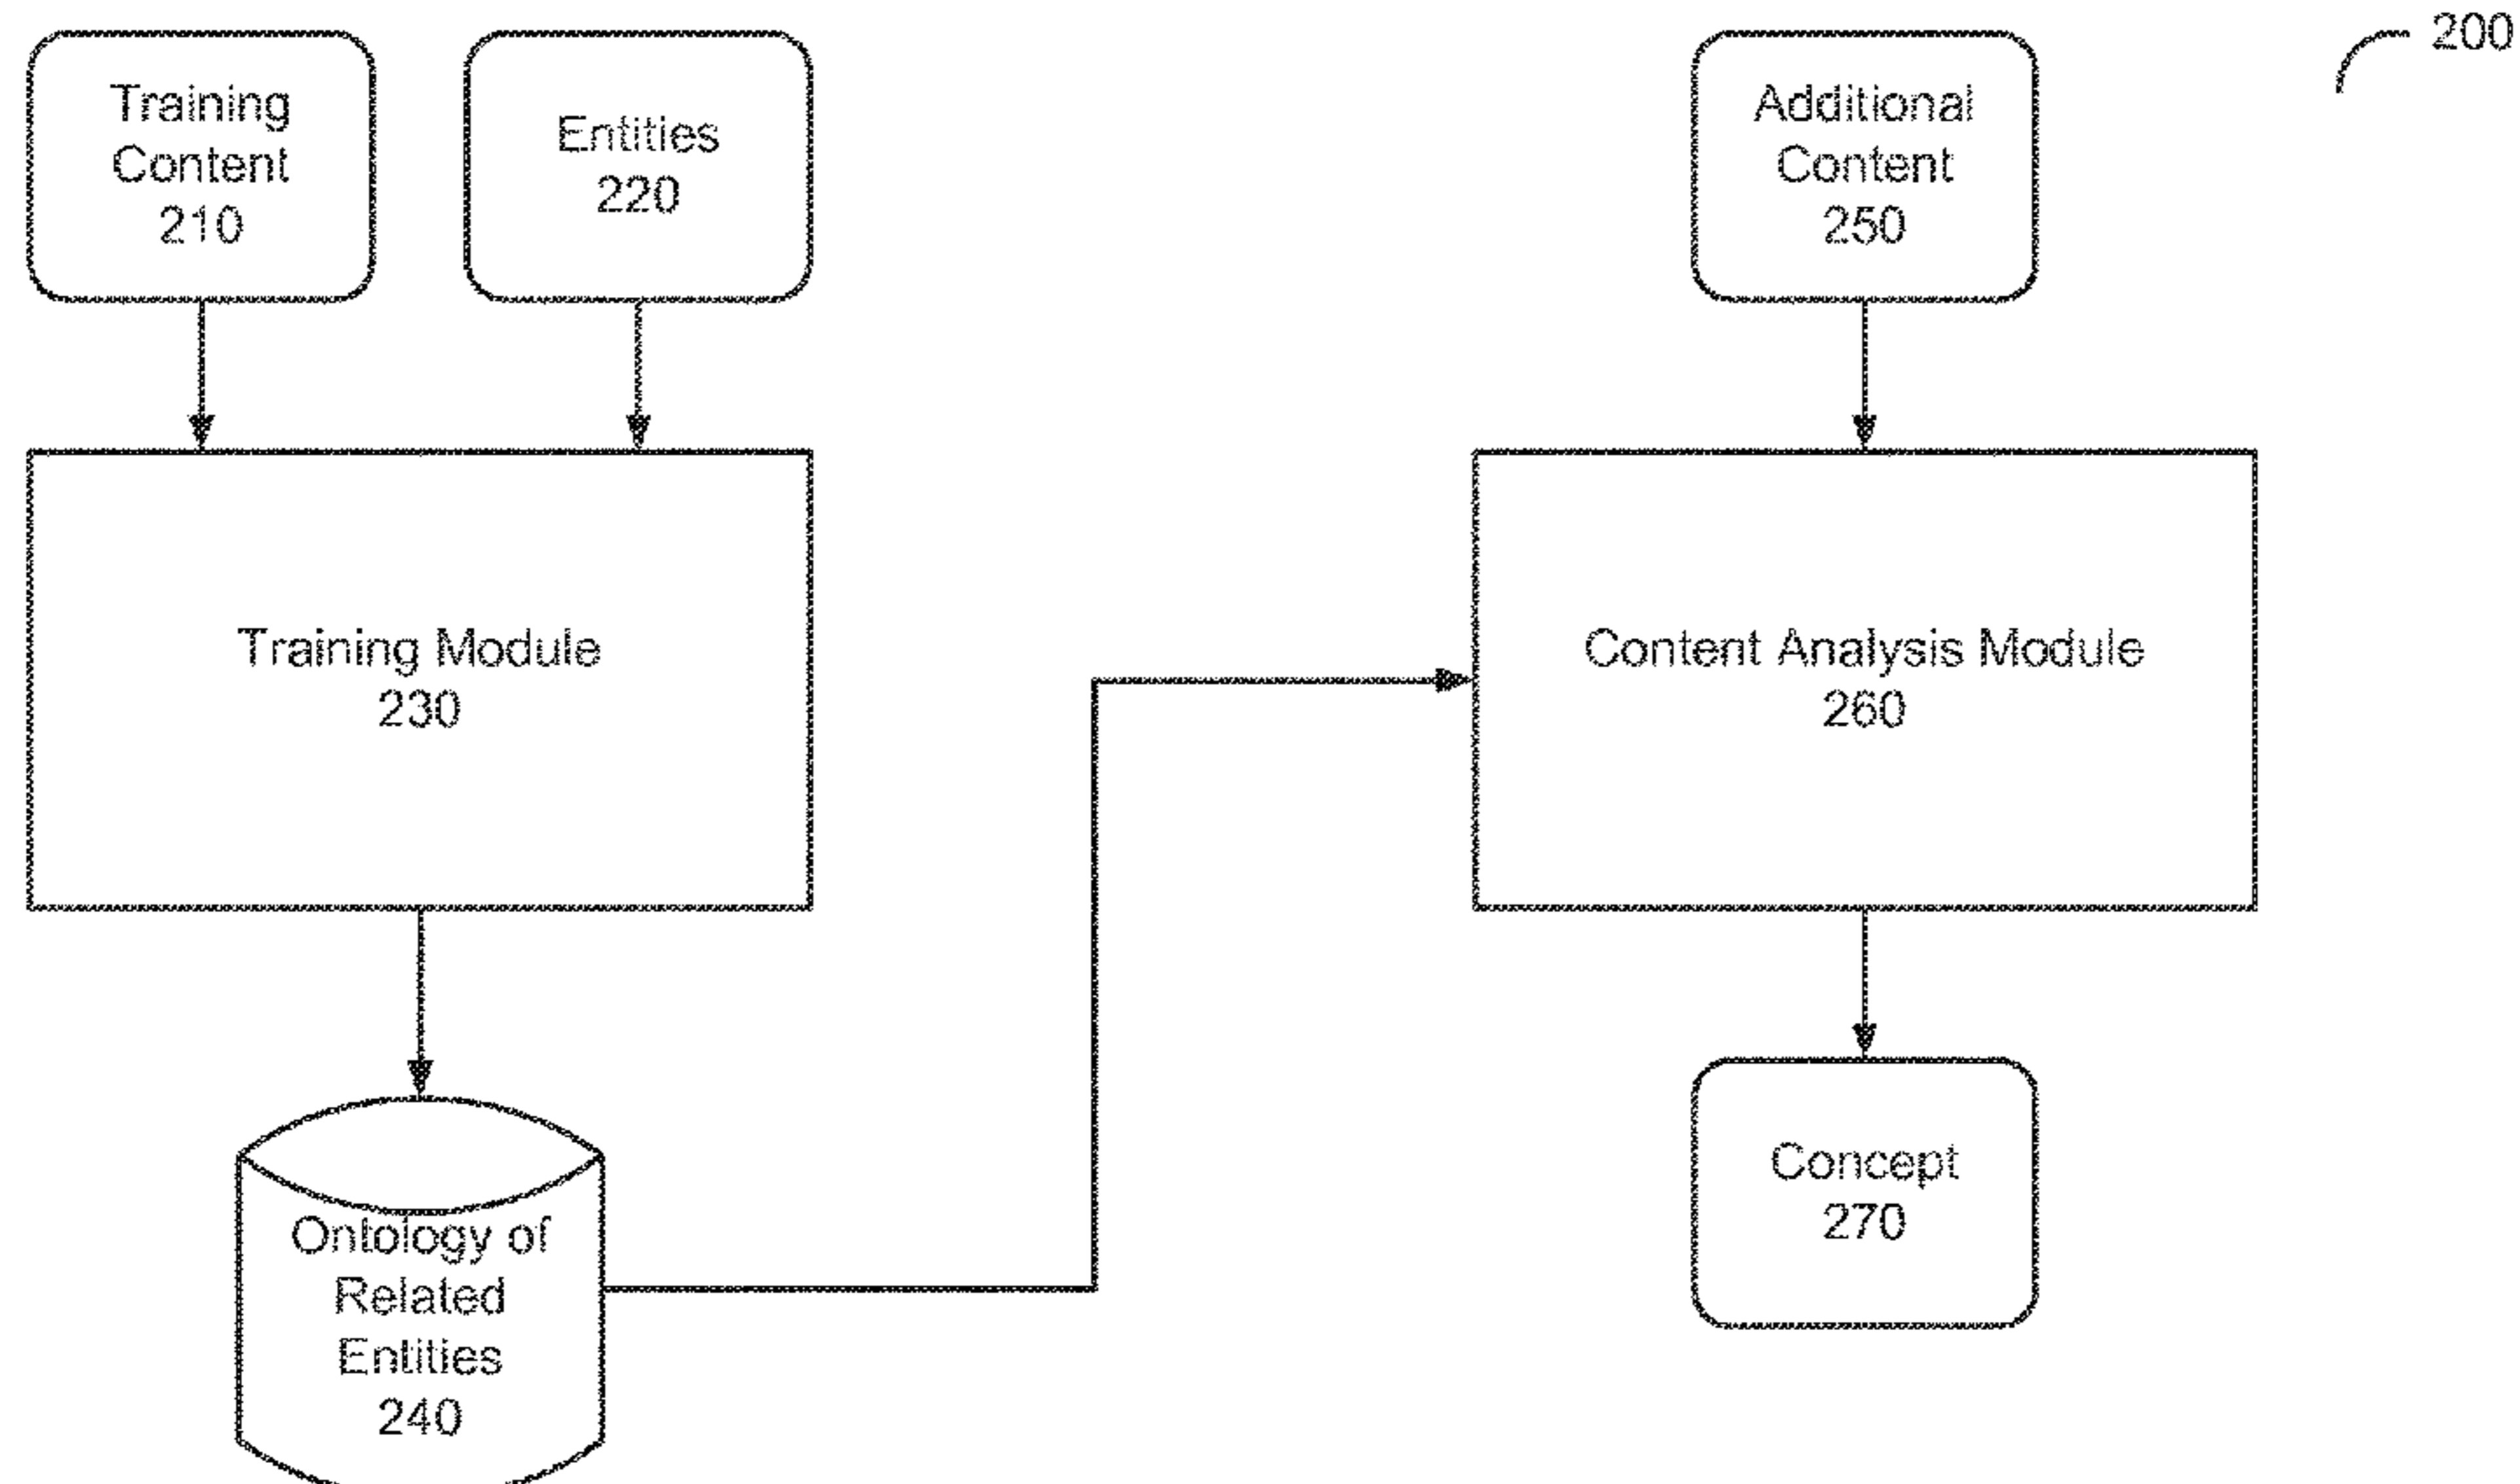 200
Training
Content
210
Entities
220
Additional
Content
250
Training Module
230
Content Analysis Module
260
Ontology of
Related
Entities
240
Concept
270